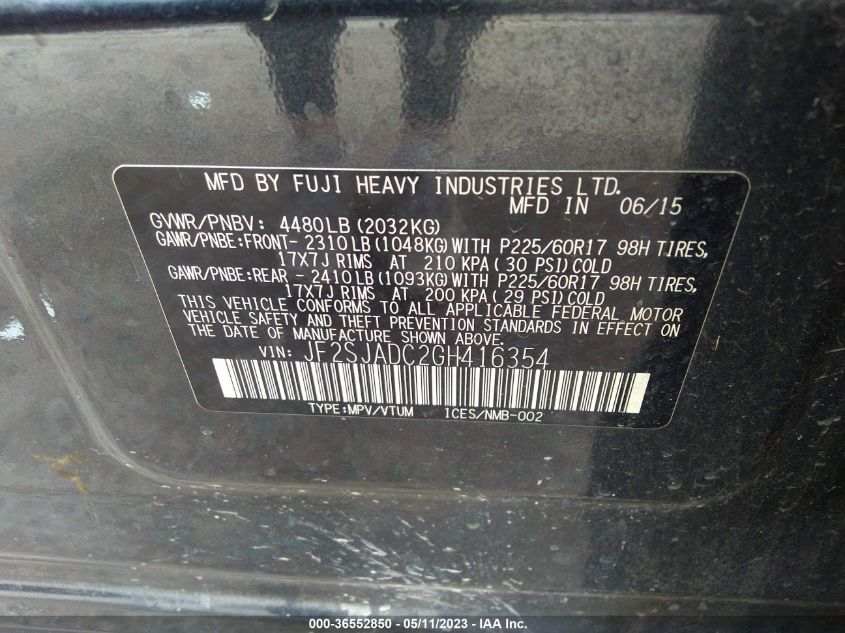 MFD BY FUJI HEAVY INDUSTRIES LTD.
MFD IN 06/15
GVWR/PNBV: 4480LB (2032KG)
GAWR/PNBE:FRONT- 2310LB (1048KG) WITH P225/60R17 98H TIRES,
17X7J RIMS AT 210 KPA ( 30 PSI) COLD
GAWR/PNBE:REAR - 2410LB (1093KG) WITH P225/60R17 98H TIRES,
17X7J RIMS AT 200 KPA ( 29 PSI) COLD
THIS VEHICLE CONFORMS TO ALL APPLICABLE FEDERAL MOTOR
VEHICLE SAFETY AND THEFT PREVENTION STANDARDS IN EFFECT ON
THE DATE OF MANUFACTURE SHOWN ABOVE.
VIN: JF2SJADC2GH416354
TYPE:MPV/VTUM ICES/NMB-002
000-36552850 - 05/11/2023 - IAA Inc.